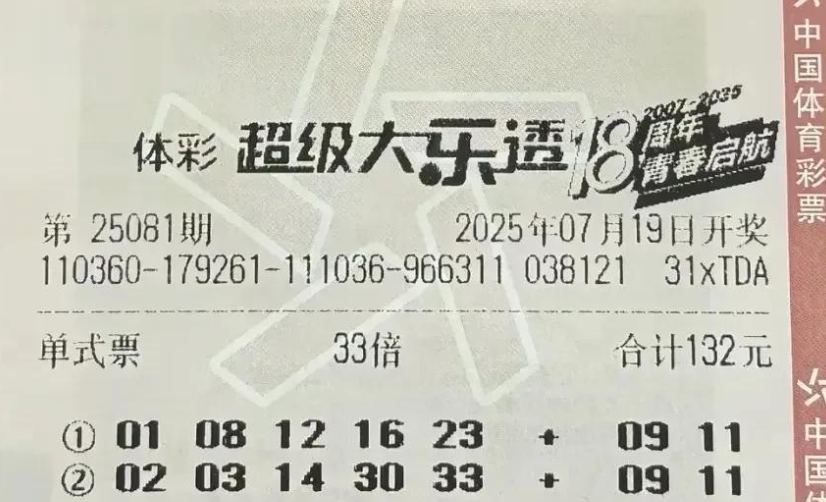 体彩 超级大乐透 18周年 2007-2025 青春启航
第 25081期 2025年07月19日开奖
110360-179261-111036-966311 038121 31xTDA
单式票 33倍 合计132元
① 01 08 12 16 23 + 09 11
② 02 03 14 30 33 + 09 11
中国体育彩票
中国